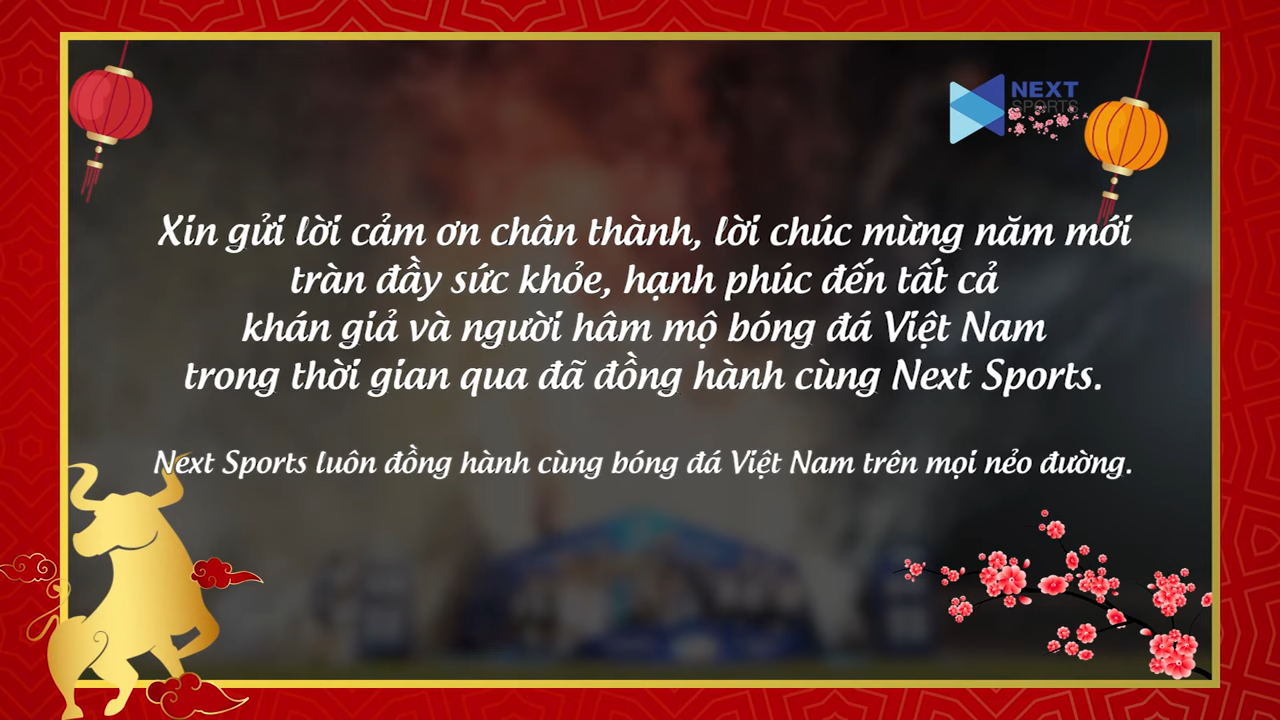 NEXT
SPORTS
Xin gửi lời cảm ơn chân thành, lời chúc mừng năm mới
tràn đầy sức khỏe, hạnh phúc đến tất cả
khán giả và người hâm mộ bóng đá Việt Nam
trong thời gian qua đã đồng hành cùng Next Sports.
Next Sports luôn đồng hành cùng bóng đá Việt Nam trên mọi nẻo đường.